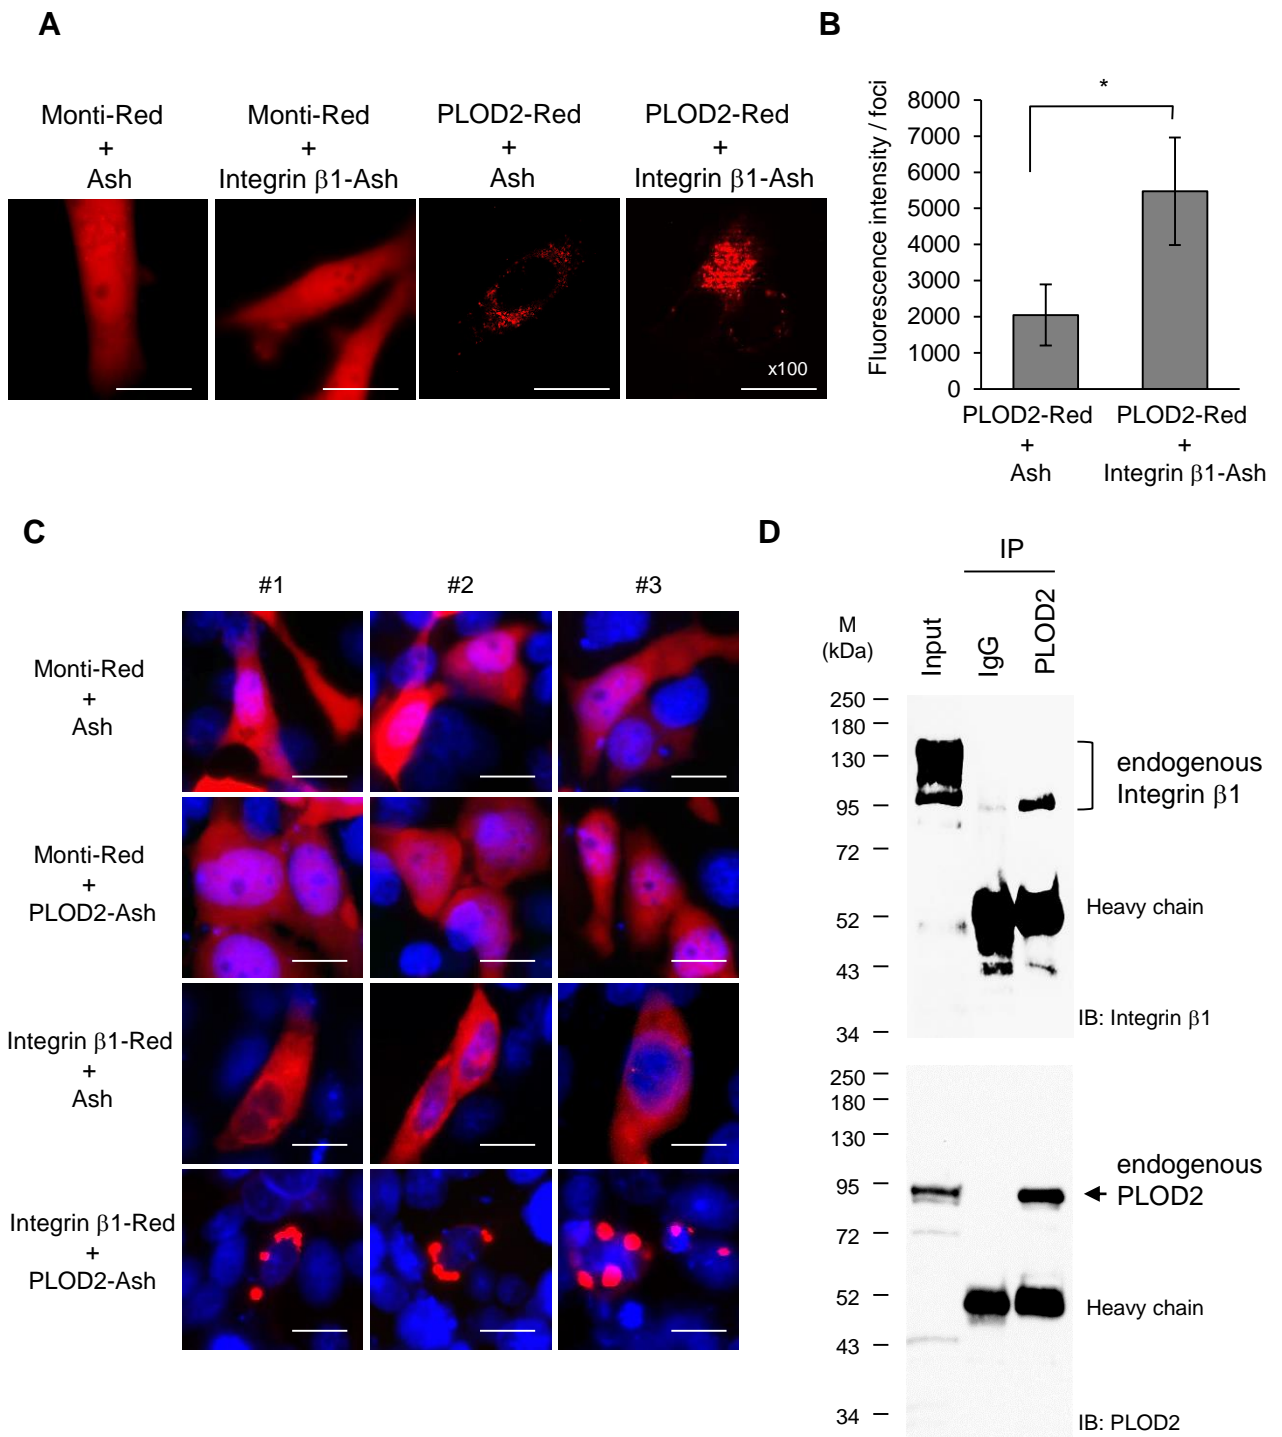 A
Monti-Red
+
Ash
Monti-Red
+
Integrin β1-Ash
PLOD2-Red
+
Ash
PLOD2-Red
+
Integrin β1-Ash
x100
B
Fluorescence intensity / foci
8000
7000
6000
5000
4000
3000
2000
1000
0
*
PLOD2-Red
+
Ash
PLOD2-Red
+
Integrin β1-Ash
C
#1
#2
#3
Monti-Red
+
Ash
Monti-Red
+
PLOD2-Ash
Integrin β1-Red
+
Ash
Integrin β1-Red
+
PLOD2-Ash
D
IP
M
(kDa)
Input
IgG
PLOD2
250
180
130
95
72
52
43
34
endogenous
Integrin β1
Heavy chain
IB: Integrin β1
250
180
130
95
72
52
43
34
endogenous
PLOD2
Heavy chain
IB: PLOD2